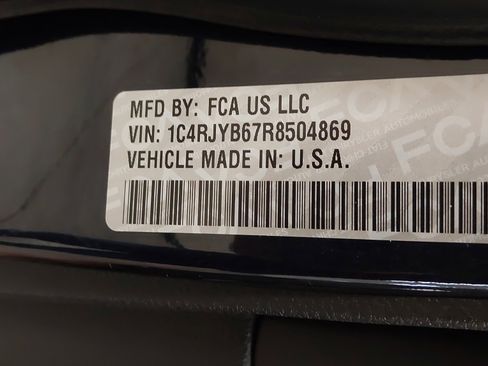 MFD BY: FCA US LLC
VIN: 1C4RJYB67R8504869
VEHICLE MADE IN: U.S.A.